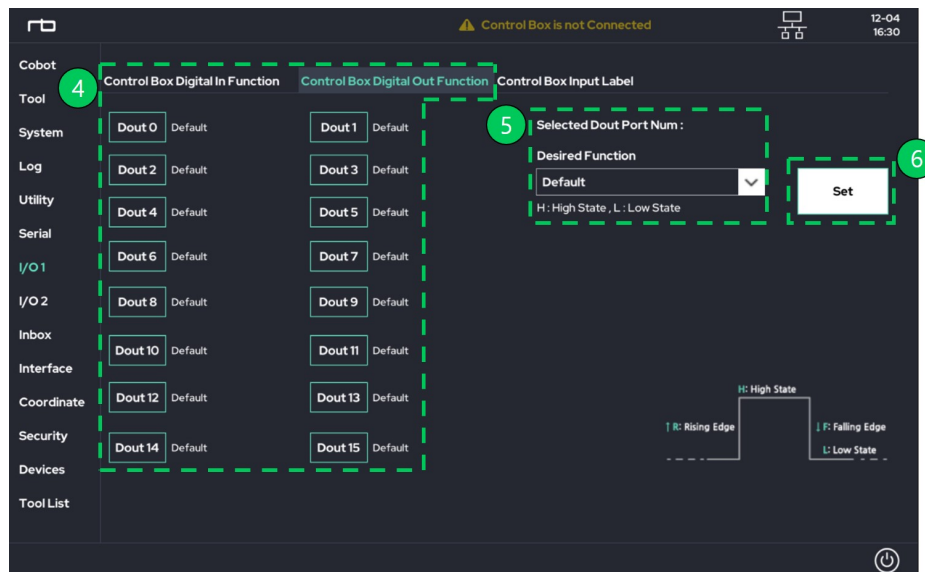 Control Box is not Connected
12-04
16:30
Cobot
Tool
System
Log
Utility
Serial
I/O 1
I/O 2
Inbox
Interface
Coordinate
Security
Devices
Tool List
4
Control Box Digital In Function Control Box Digital Out Function Control Box Input Label
Dout 0 Default Dout 1 Default
Dout 2 Default Dout 3 Default
Dout 4 Default Dout 5 Default
Dout 6 Default Dout 7 Default
Dout 8 Default Dout 9 Default
Dout 10 Default Dout 11 Default
Dout 12 Default Dout 13 Default
Dout 14 Default Dout 15 Default
5
Selected Dout Port Num :
Desired Function
Default
H : High State , L : Low State
6
Set
H: High State
↑ R: Rising Edge
↓ F: Falling Edge
L: Low State